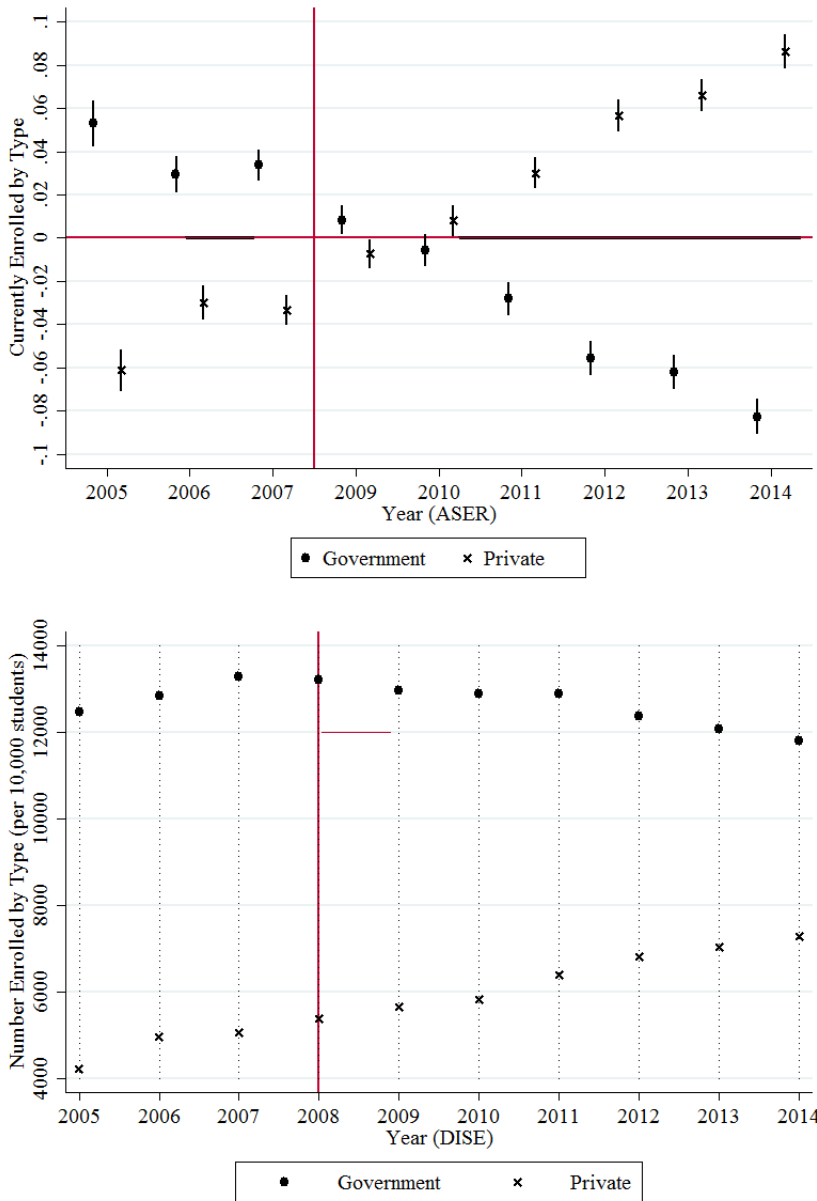 Currently Enrolled by Type
.1
.08
.06
.04
.02
0
-.02
-.04
-.06
-.08
-.1
2005 2006 2007 2009 2010 2011 2012 2013 2014
Year (ASER)
Government Private
Number Enrolled by Type (per 10,000 students)
14000
12000
10000
8000
6000
4000
2005 2006 2007 2008 2009 2010 2011 2012 2013 2014
Year (DISE)
Government Private